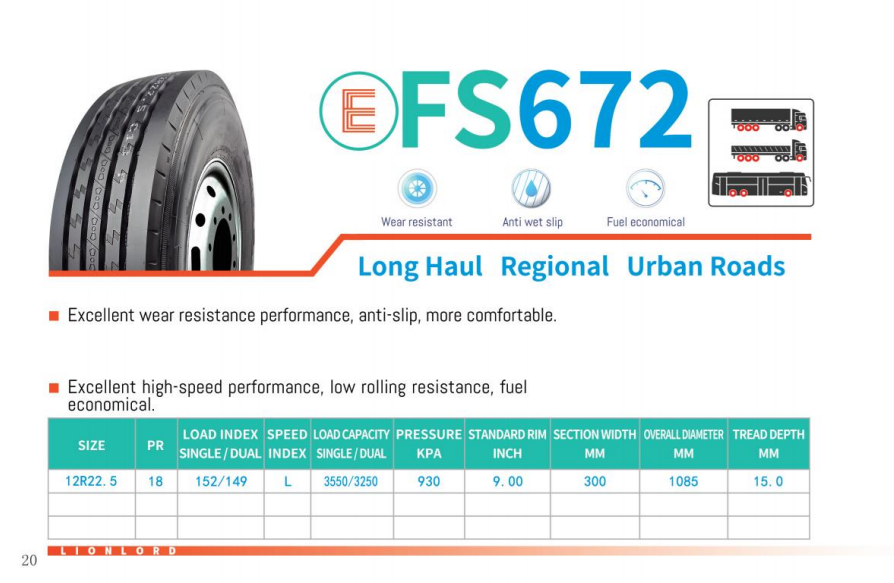 E FS672
Wear resistant Anti wet slip Fuel economical
Long Haul Regional Urban Roads
Excellent wear resistance performance, anti-slip, more comfortable.
Excellent high-speed performance, low rolling resistance, fuel
economical.
SIZE PR LOAD INDEX SINGLE / DUAL SPEED INDEX LOAD CAPACITY SINGLE / DUAL PRESSURE KPA STANDARD RIM INCH SECTION WIDTH MM OVERALL DIAMETER MM TREAD DEPTH MM
12R22.5 18 152/149 L 3550/3250 930 9.00 300 1085 15.0
LIONLORD
20